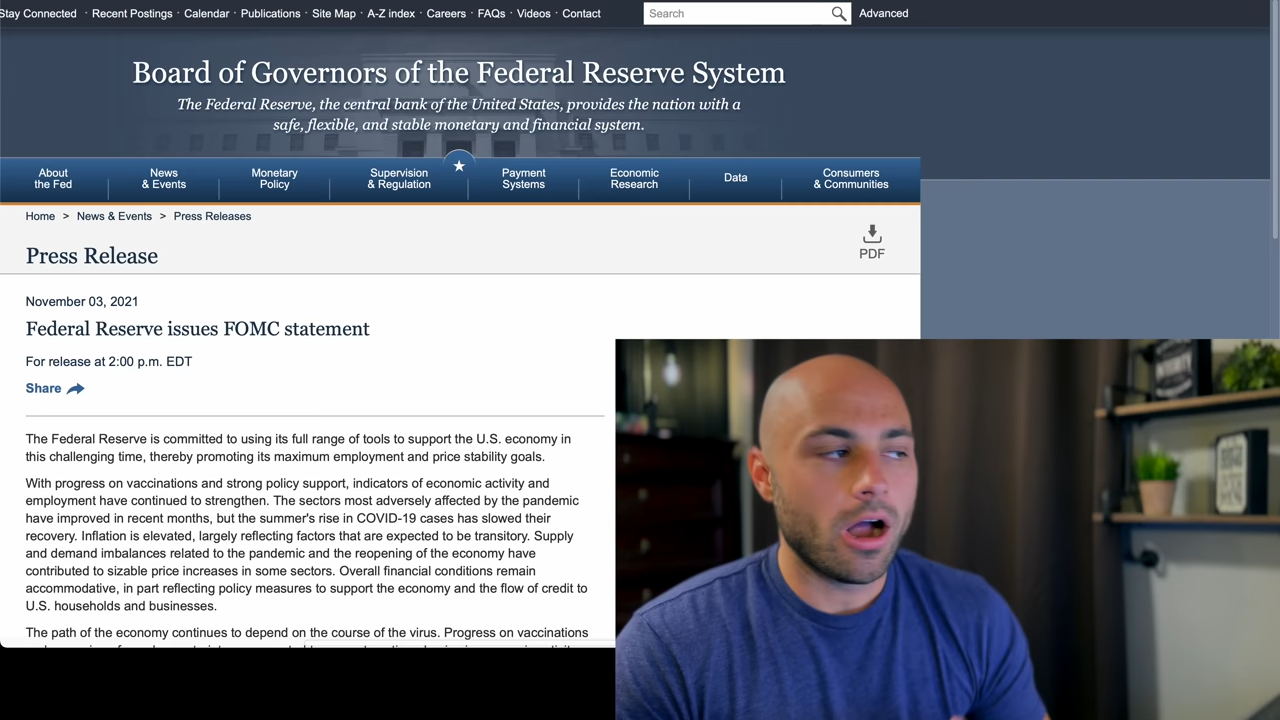 Stay Connected · Recent Postings · Calendar · Publications · Site Map · A-Z index · Careers · FAQs · Videos · Contact
Search
Advanced
Board of Governors of the Federal Reserve System
The Federal Reserve, the central bank of the United States, provides the nation with a
safe, flexible, and stable monetary and financial system.
About
the Fed
News
& Events
Monetary
Policy
Supervision
& Regulation
Payment
Systems
Economic
Research
Data
Consumers
& Communities
Home > News & Events > Press Releases
Press Release
PDF
November 03, 2021
Federal Reserve issues FOMC statement
For release at 2:00 p.m. EDT
Share
The Federal Reserve is committed to using its full range of tools to support the U.S. economy in
this challenging time, thereby promoting its maximum employment and price stability goals.
With progress on vaccinations and strong policy support, indicators of economic activity and
employment have continued to strengthen. The sectors most adversely affected by the pandemic
have improved in recent months, but the summer's rise in COVID-19 cases has slowed their
recovery. Inflation is elevated, largely reflecting factors that are expected to be transitory. Supply
and demand imbalances related to the pandemic and the reopening of the economy have
contributed to sizable price increases in some sectors. Overall financial conditions remain
accommodative, in part reflecting policy measures to support the economy and the flow of credit to
U.S. households and businesses.
The path of the economy continues to depend on the course of the virus. Progress on vaccinations